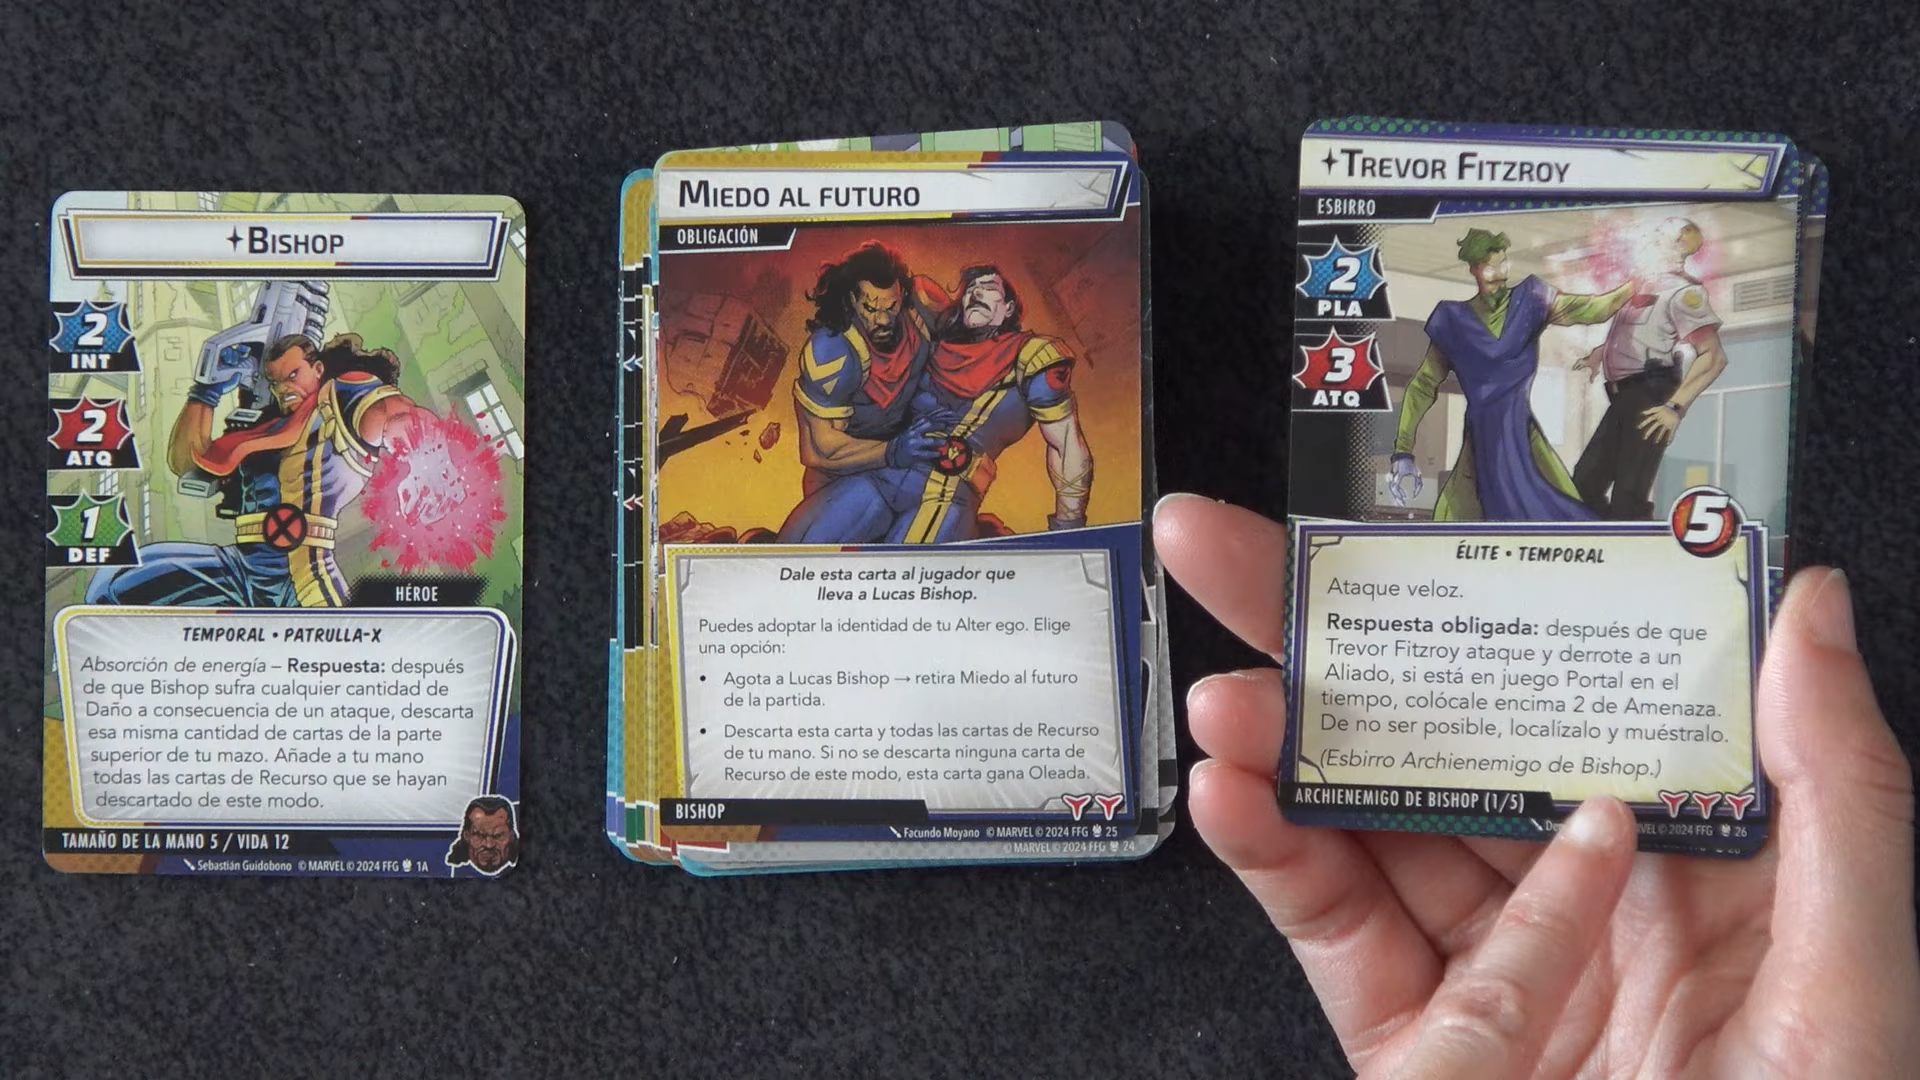 Bishop
2
INT
2
ATQ
1
DEF
HÉROE
TEMPORAL • PATRULLA-X
Absorción de energía – Respuesta: después
de que Bishop sufra cualquier cantidad de
Daño a consecuencia de un ataque, descarta
esa misma cantidad de cartas de la parte
superior de tu mazo. Añade a tu mano
todas las cartas de Recurso que se hayan
descartado de este modo.
TAMAÑO DE LA MANO 5 / VIDA 12
Sebastián Guidobono © MARVEL © 2024 FFG 1A
MIEDO AL FUTURO
OBLIGACIÓN
Dale esta carta al jugador que
lleva a Lucas Bishop.
Puedes adoptar la identidad de tu Alter ego. Elige
una opción:
• Agota a Lucas Bishop → retira Miedo al futuro
de la partida.
• Descarta esta carta y todas las cartas de Recurso
de tu mano. Si no se descarta ninguna carta de
Recurso de este modo, esta carta gana Oleada.
BISHOP
Facundo Moyano © MARVEL © 2024 FFG 25
© MARVEL © 2024 FFG 24
TREVOR FITZROY
ESBIRRO
2
PLA
3
ATQ
5
ÉLITE • TEMPORAL
Ataque veloz.
Respuesta obligada: después de que
Trevor Fitzroy ataque y derrote a un
Aliado, si está en juego Portal en el
tiempo, colócale encima 2 de Amenaza.
De no ser posible, localízalo y muéstralo.
(Esbirro Archienemigo de Bishop.)
ARCHIENEMIGO DE BISHOP (1/5)
MARVEL © 2024 FFG 26